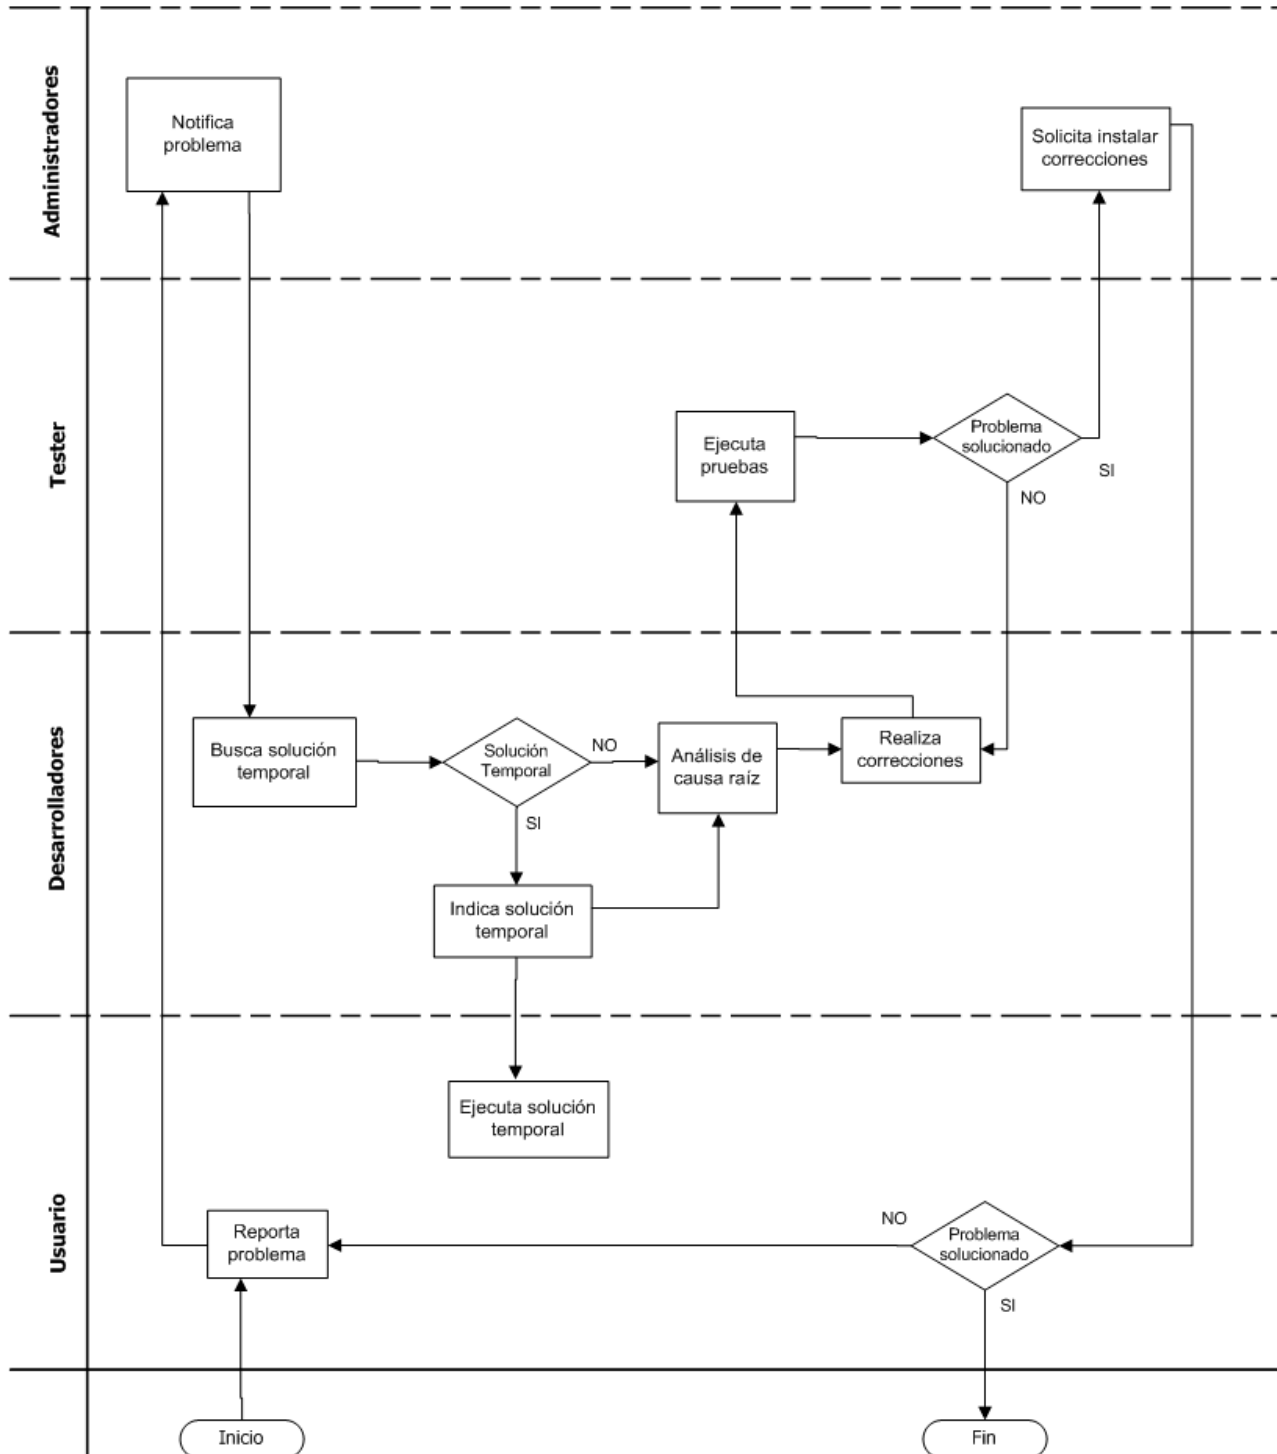 Administradores
Notifica
problema
Solicita instalar
correcciones
Tester
Ejecuta
pruebas
Problema
solucionado
SI
NO
Desarrolladores
Busca solución
temporal
Solución
Temporal
NO
SI
Análisis de
causa raíz
Realiza
correcciones
Indica solución
temporal
Usuario
Ejecuta solución
temporal
Reporta
problema
NO
Problema
solucionado
SI
Inicio
Fin